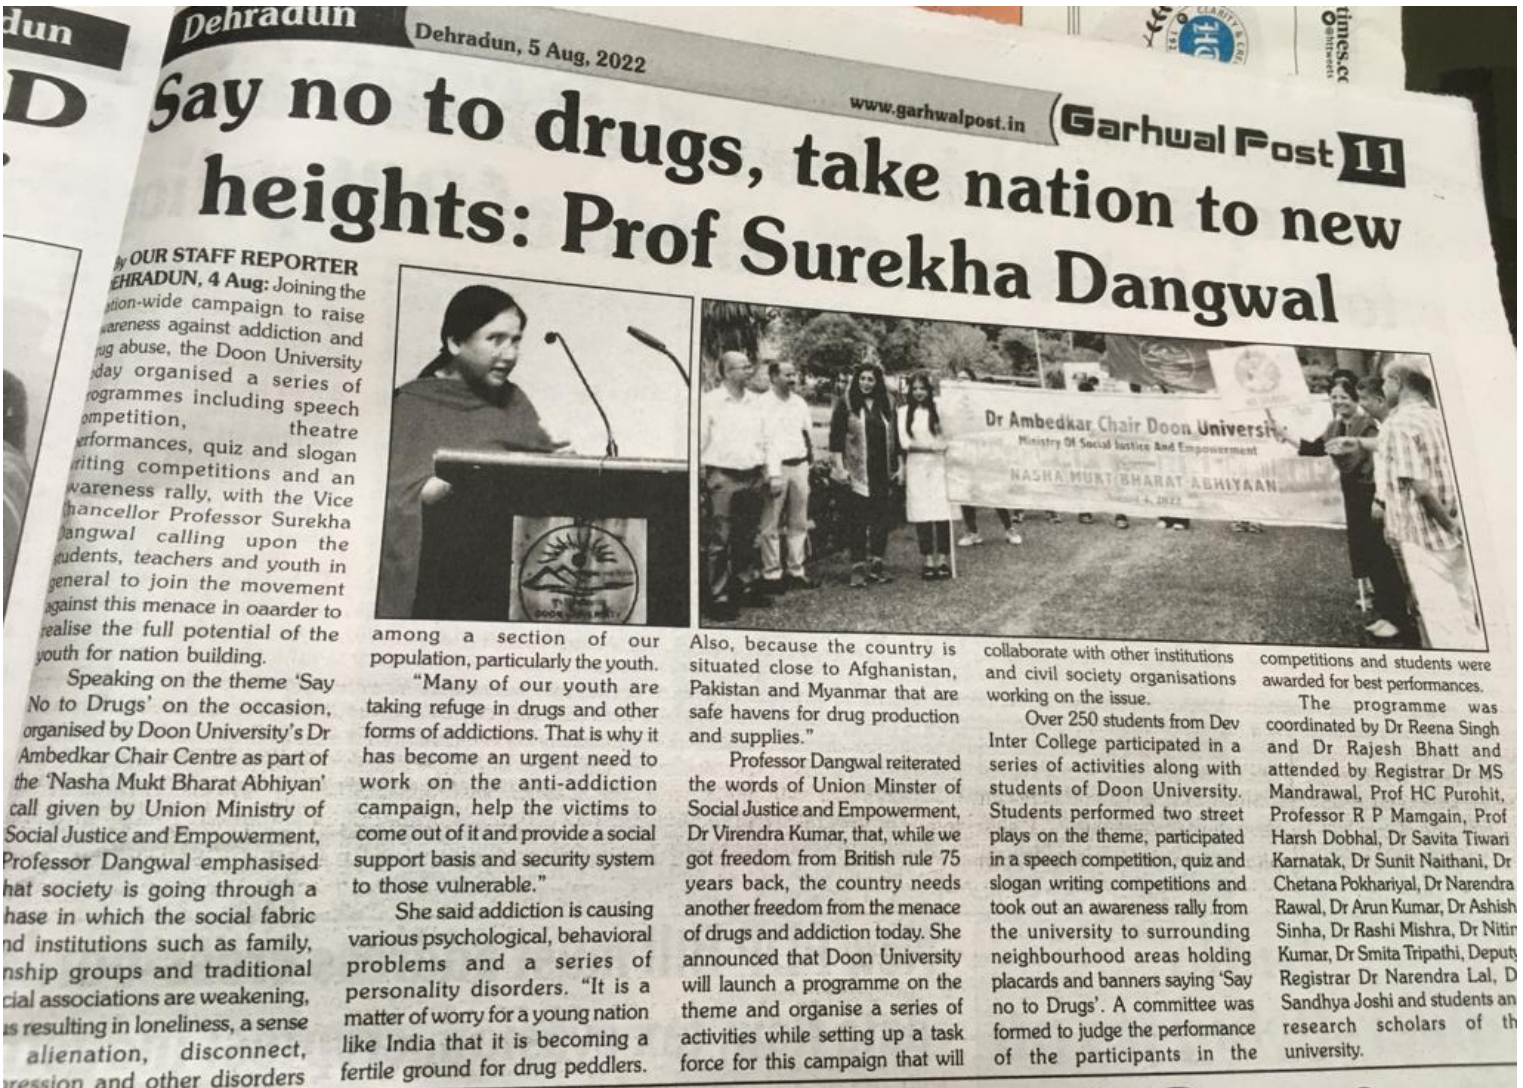 dun
D
Dehradun
Dehradun, 5 Aug, 2022
www.garhwalpost.in
Garhwal Post 11
times.cc
@htTweets
CLARITY &
Say no to drugs, take nation to new
heights: Prof Surekha Dangwal
By OUR STAFF REPORTER
EHRADUN, 4 Aug: Joining the
ation-wide campaign to raise
wareness against addiction and
ug abuse, the Doon University
day organised a series of
rogrammes including speech
ompetition, theatre
erformances, quiz and slogan
riting competitions and an
wareness rally, with the Vice
hancellor Professor Surekha
Dangwal calling upon the
tudents, teachers and youth in
general to join the movement
against this menace in oaarder to
realise the full potential of the
youth for nation building.
Speaking on the theme ‘Say
No to Drugs’ on the occasion,
organised by Doon University’s Dr
Ambedkar Chair Centre as part of
the ‘Nasha Mukt Bharat Abhiyan’
call given by Union Ministry of
Social Justice and Empowerment,
Professor Dangwal emphasised
hat society is going through a
hase in which the social fabric
nd institutions such as family,
nship groups and traditional
cial associations are weakening,
us resulting in loneliness, a sense
alienation, disconnect,
ression and other disorders
DOON UNIVERSITY
Dr Ambedkar Chair Doon Universi
Ministry Of Social Justice And Empowerment
NASHA MUKT BHARAT ABHIYAAN
August 4, 2022
among a section of our
population, particularly the youth.
“Many of our youth are
taking refuge in drugs and other
forms of addictions. That is why it
has become an urgent need to
work on the anti-addiction
campaign, help the victims to
come out of it and provide a social
support basis and security system
to those vulnerable.”
She said addiction is causing
various psychological, behavioral
problems and a series of
personality disorders. “It is a
matter of worry for a young nation
like India that it is becoming a
fertile ground for drug peddlers.
Also, because the country is
situated close to Afghanistan,
Pakistan and Myanmar that are
safe havens for drug production
and supplies.”
Professor Dangwal reiterated
the words of Union Minster of
Social Justice and Empowerment,
Dr Virendra Kumar, that, while we
got freedom from British rule 75
years back, the country needs
another freedom from the menace
of drugs and addiction today. She
announced that Doon University
will launch a programme on the
theme and organise a series of
activities while setting up a task
force for this campaign that will
collaborate with other institutions
and civil society organisations
working on the issue.
Over 250 students from Dev
Inter College participated in a
series of activities along with
students of Doon University.
Students performed two street
plays on the theme, participated
in a speech competition, quiz and
slogan writing competitions and
took out an awareness rally from
the university to surrounding
neighbourhood areas holding
placards and banners saying ‘Say
no to Drugs’. A committee was
formed to judge the performance
of the participants in the
competitions and students were
awarded for best performances.
The programme was
coordinated by Dr Reena Singh
and Dr Rajesh Bhatt and
attended by Registrar Dr MS
Mandrawal, Prof HC Purohit,
Professor R P Mamgain, Prof
Harsh Dobhal, Dr Savita Tiwari
Karnatak, Dr Sunit Naithani, Dr
Chetana Pokhariyal, Dr Narendra
Rawal, Dr Arun Kumar, Dr Ashish
Sinha, Dr Rashi Mishra, Dr Nitin
Kumar, Dr Smita Tripathi, Deputy
Registrar Dr Narendra Lal, D
Sandhya Joshi and students an
research scholars of th
university.